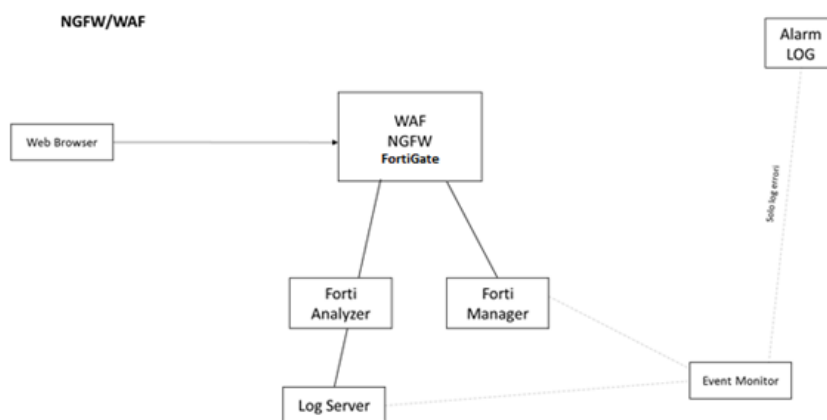 NGFW/WAF
Alarm
LOG
WAF
NGFW
FortiGate
Web Browser
Solo log errori
Forti
Analyzer
Forti
Manager
Event Monitor
Log Server